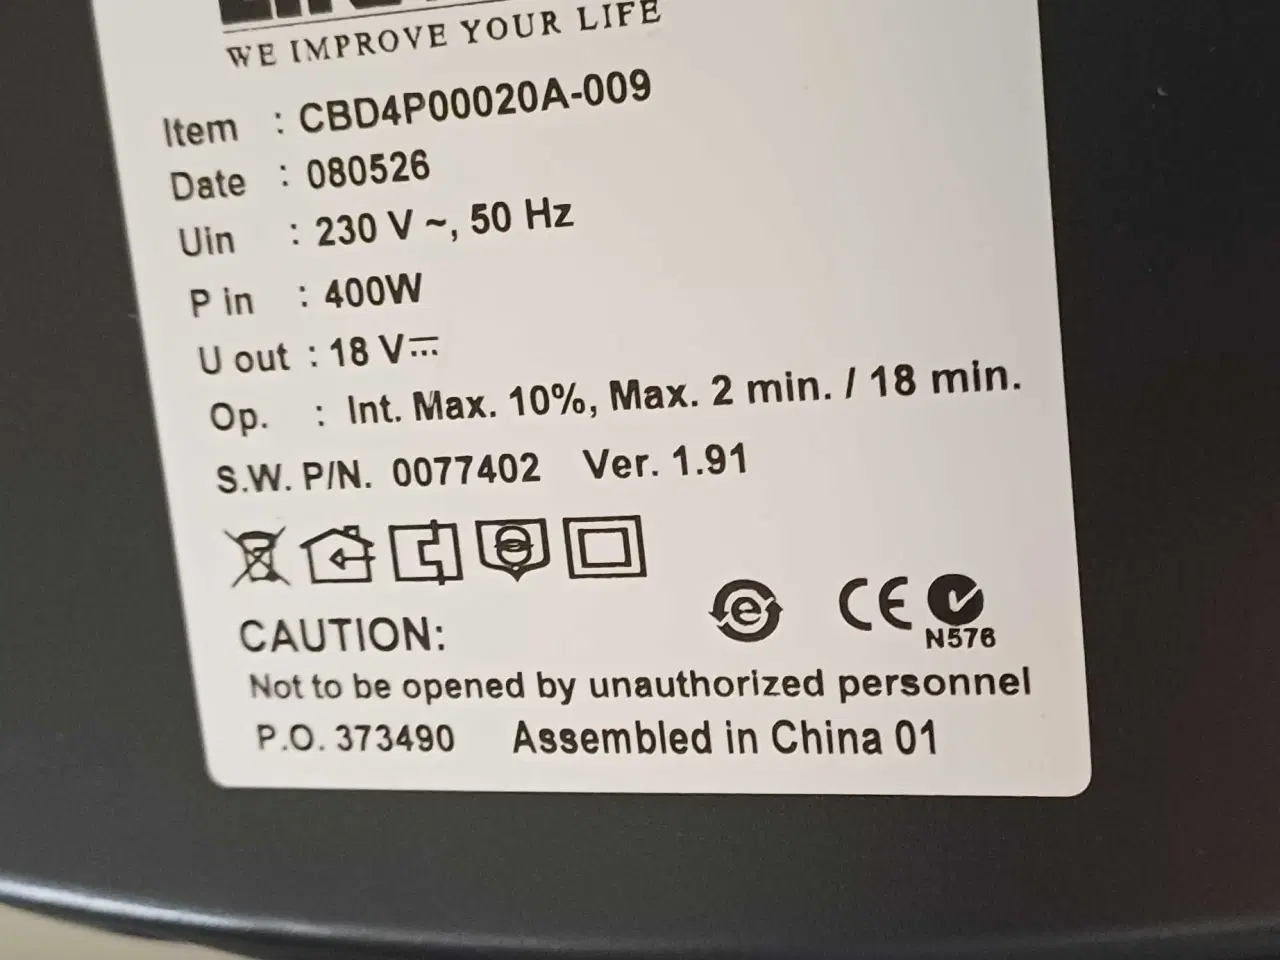 WE IMPROVE YOUR LIFE
Item : CBD4P00020A-009
Date : 080526
Uin : 230 V ~, 50 Hz
P in : 400W
U out : 18 V⎓
Op. : Int. Max. 10%, Max. 2 min. / 18 min.
S.W. P/N. 0077402 Ver. 1.91
e CE
N576
CAUTION:
Not to be opened by unauthorized personnel
P.O. 373490 Assembled in China 01